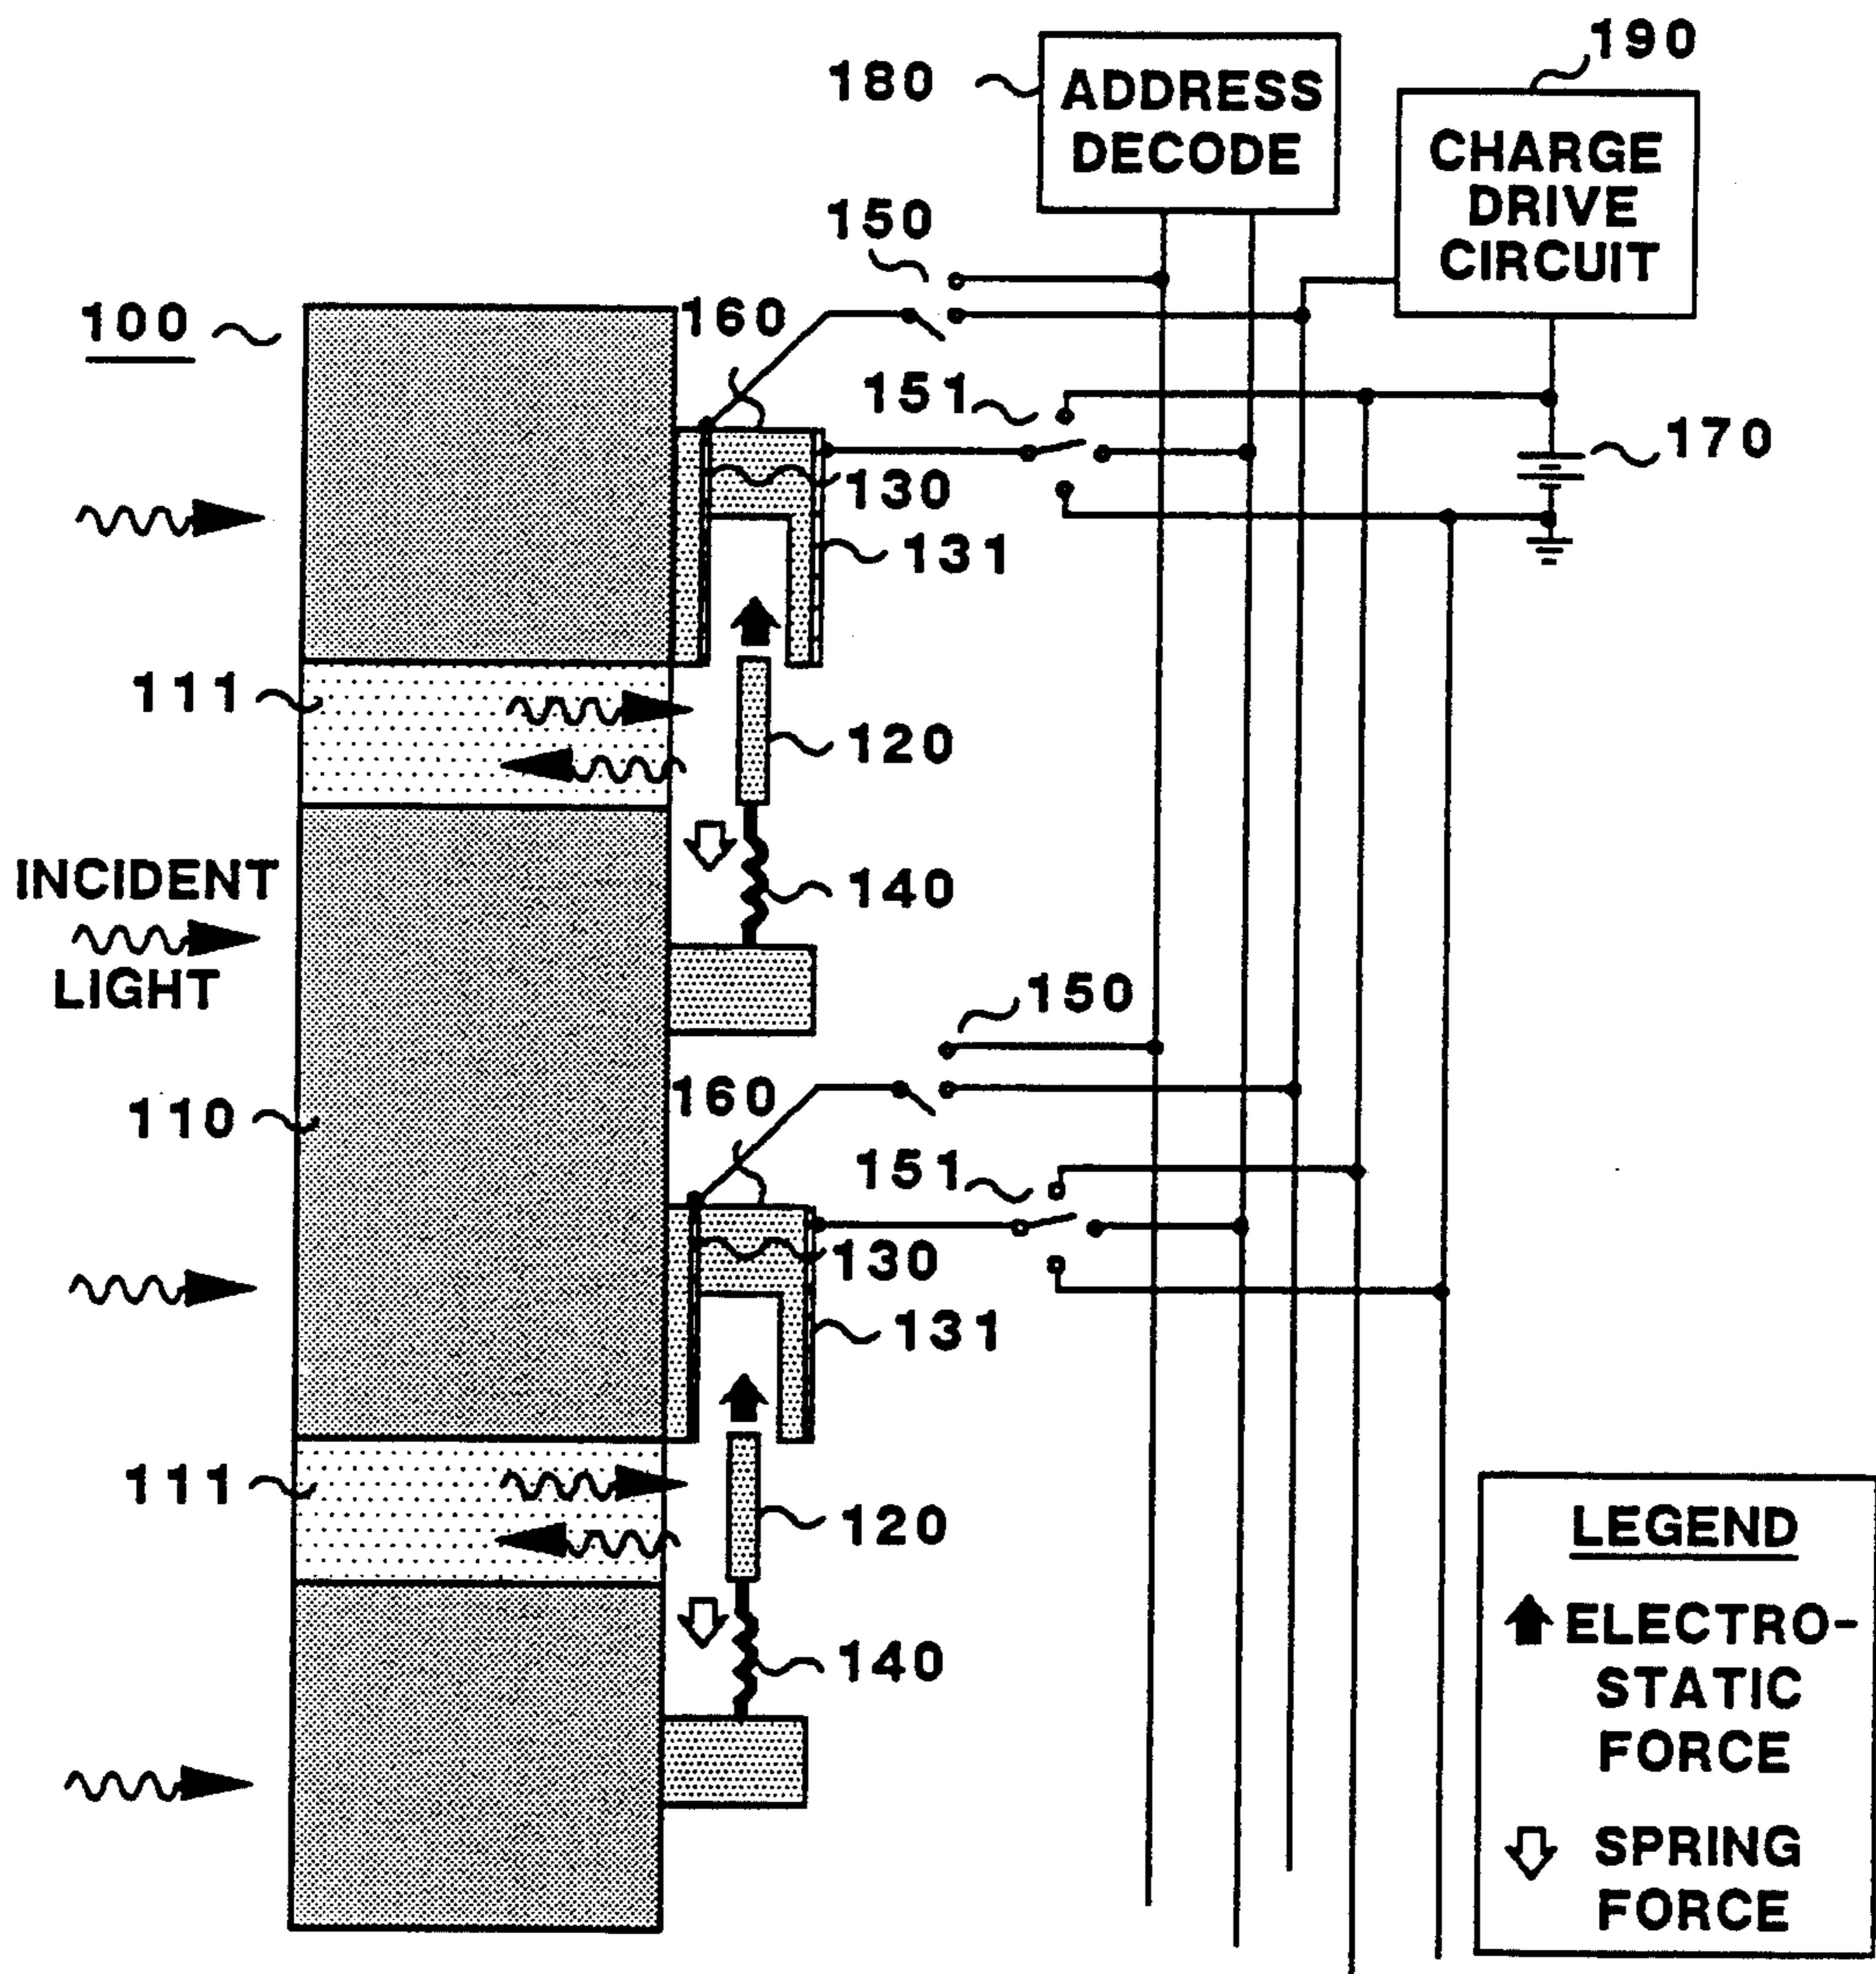 190
180
ADDRESS
DECODE
CHARGE
DRIVE
CIRCUIT
150
100
160
151
170
130
131
111
120
INCIDENT
LIGHT
140
150
110
160
151
130
131
111
120
140
LEGEND
ELECTRO-
STATIC
FORCE
SPRING
FORCE